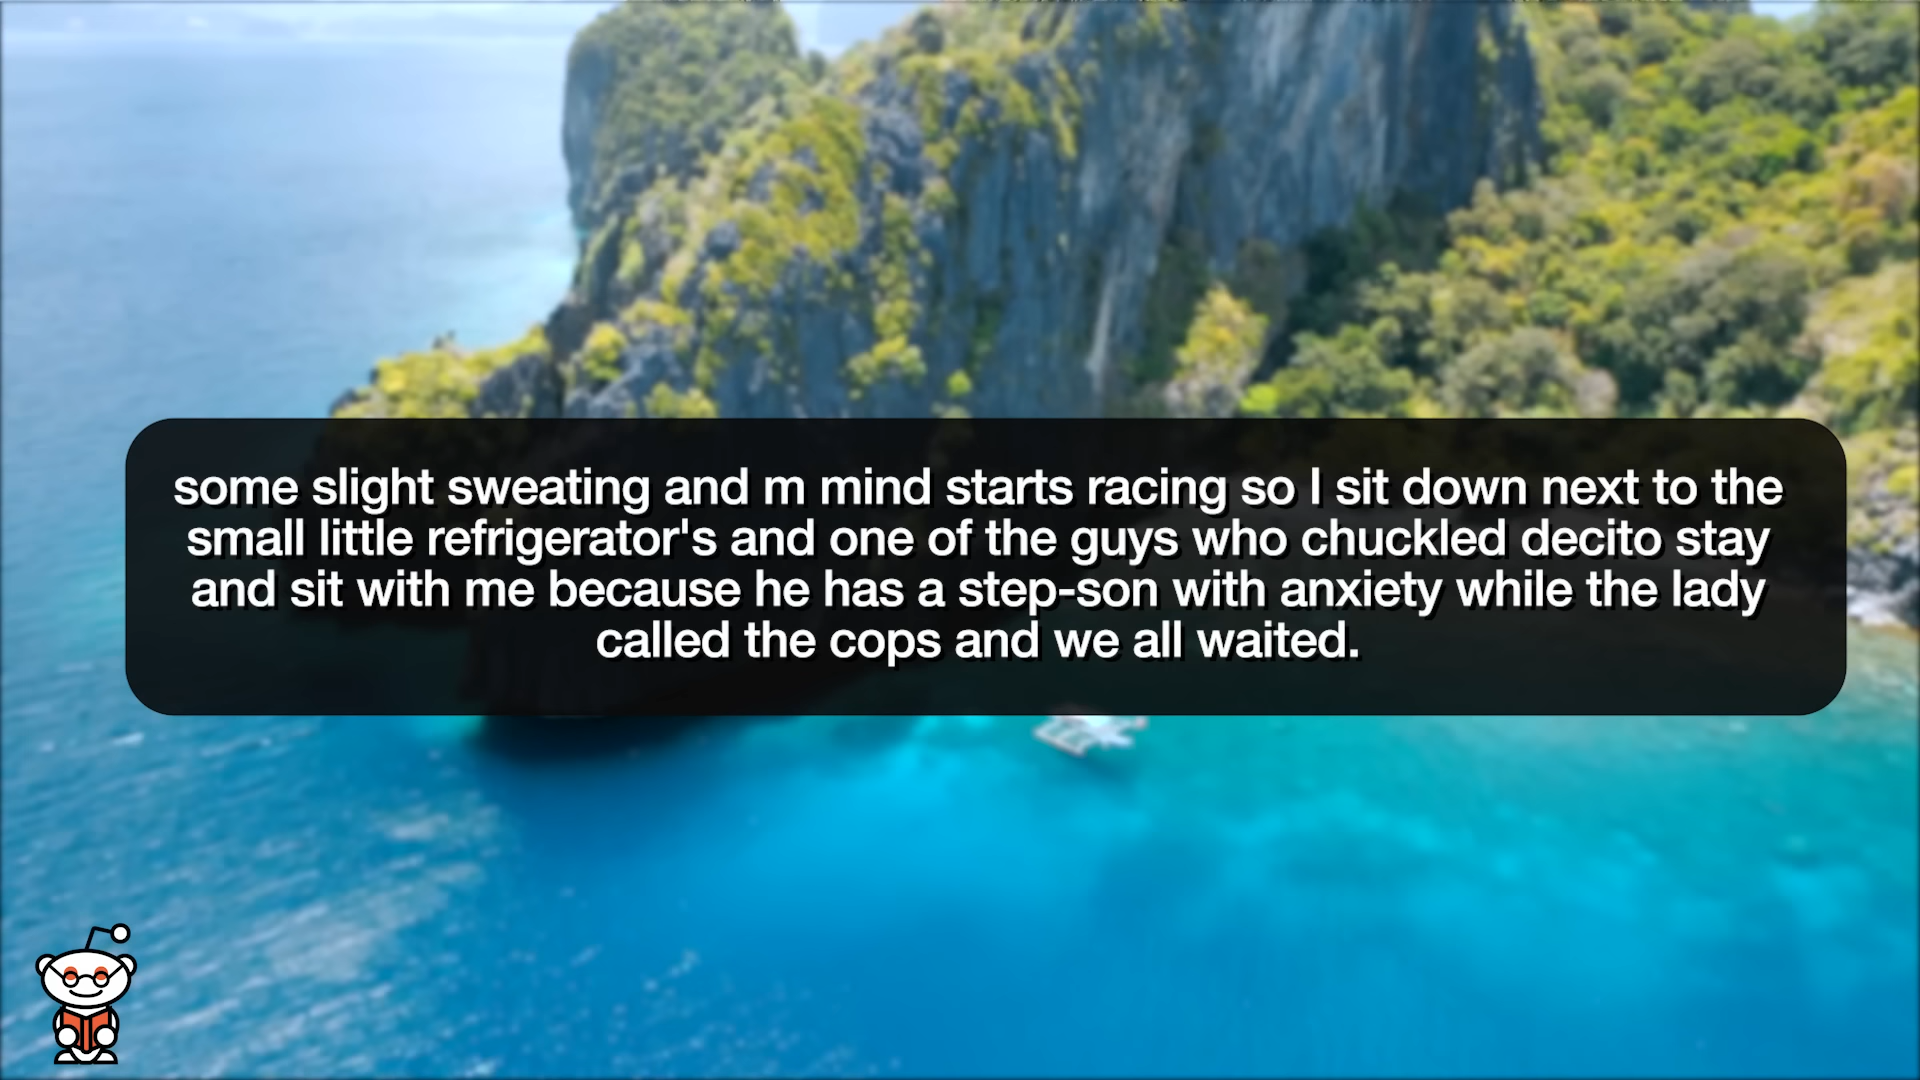 some slight sweating and m mind starts racing so I sit down next to the
small little refrigerator's and one of the guys who chuckled decito stay
and sit with me because he has a step-son with anxiety while the lady
called the cops and we all waited.